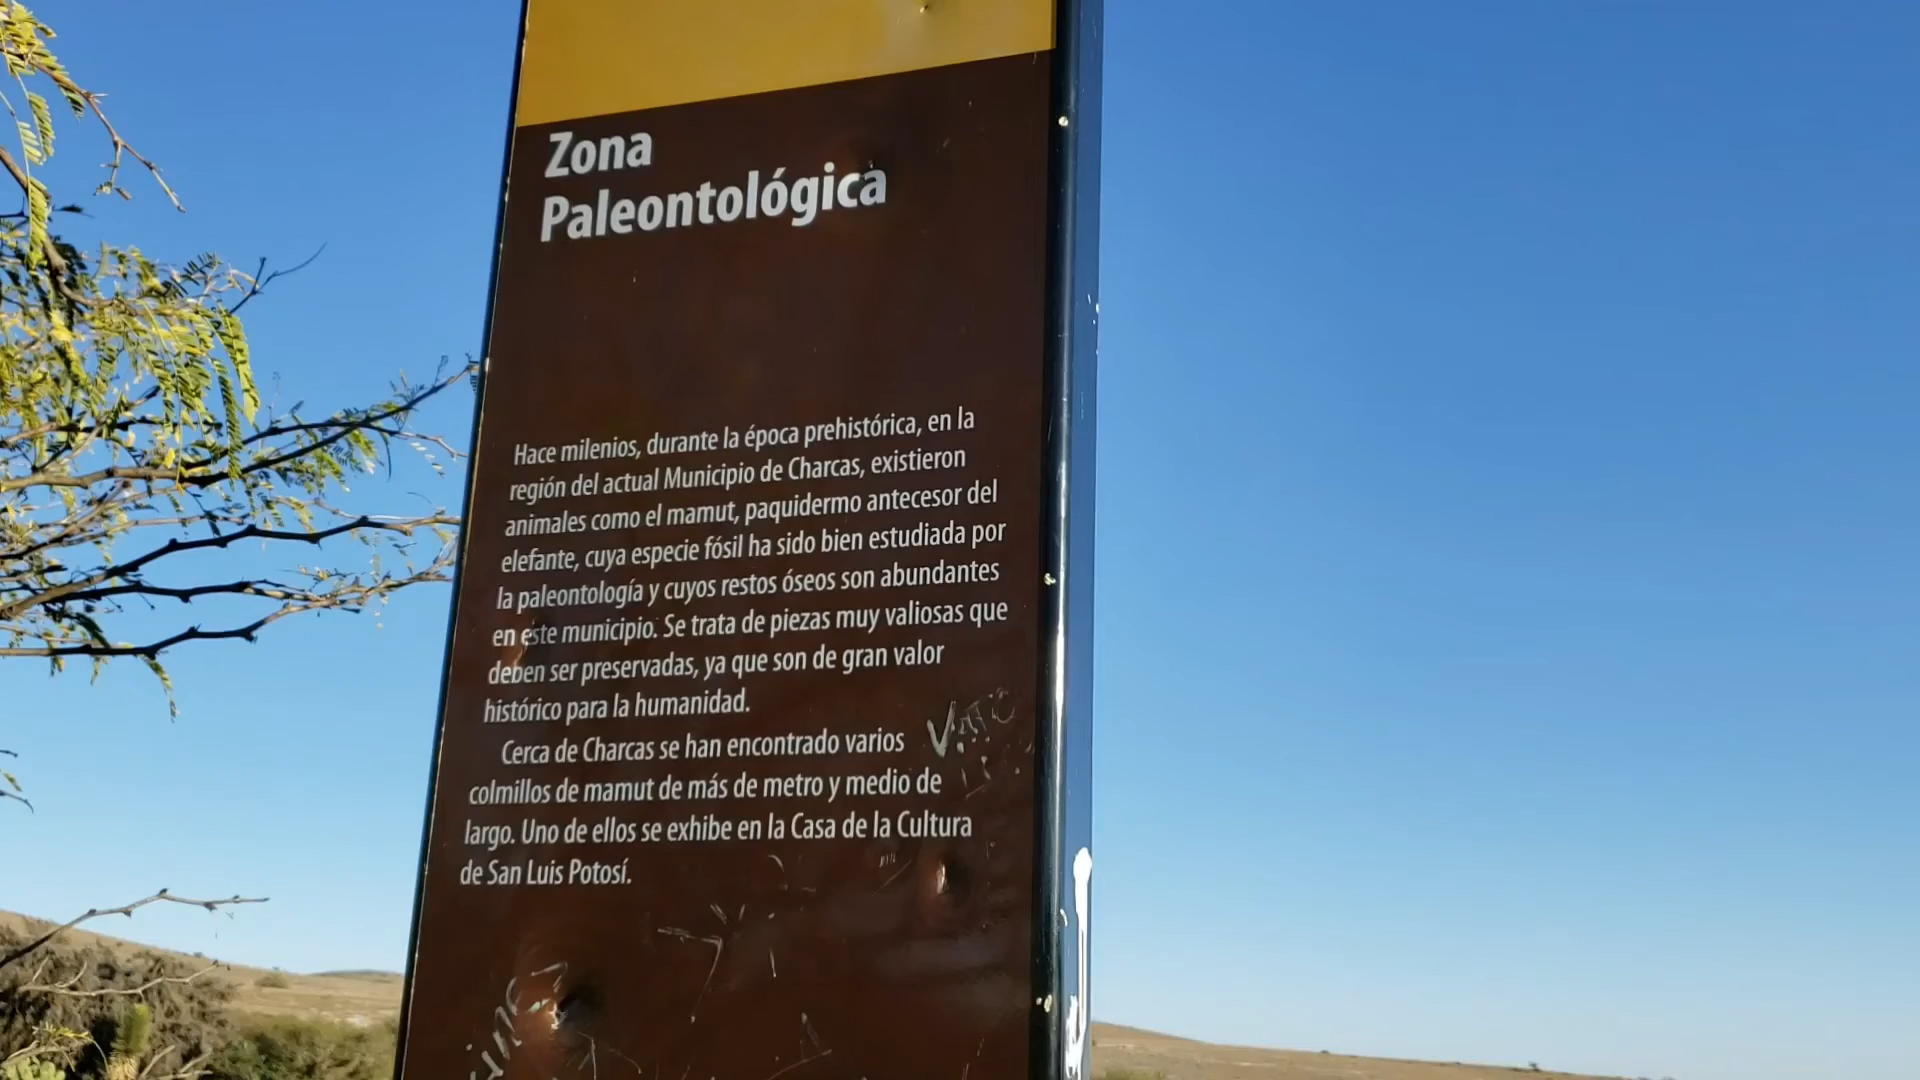 Zona
Paleontológica
Hace milenios, durante la época prehistórica, en la
región del actual Municipio de Charcas, existieron
animales como el mamut, paquidermo antecesor del
elefante, cuya especie fósil ha sido bien estudiada por
la paleontología y cuyos restos óseos son abundantes
en este municipio. Se trata de piezas muy valiosas que
deben ser preservadas, ya que son de gran valor
histórico para la humanidad.
Cerca de Charcas se han encontrado varios
colmillos de mamut de más de metro y medio de
largo. Uno de ellos se exhibe en la Casa de la Cultura
de San Luis Potosí.